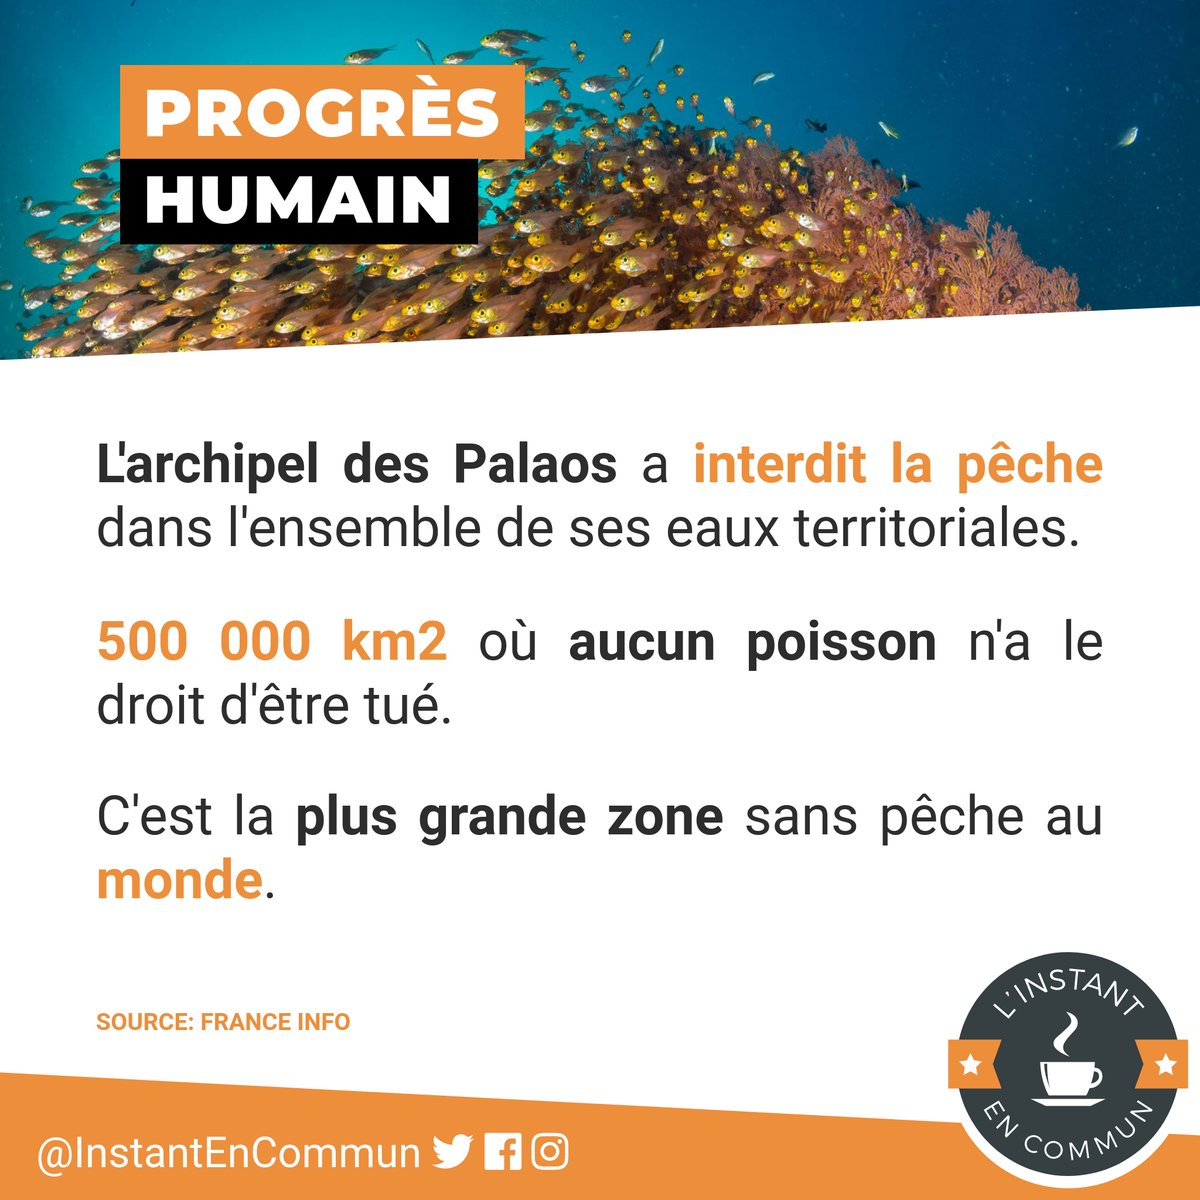 PROGRÈS
HUMAIN
L'archipel des Palaos a interdit la pêche
dans l'ensemble de ses eaux territoriales.
500 000 km2 où aucun poisson n'a le
droit d'être tué.
C'est la plus grande zone sans pêche au
monde.
SOURCE: FRANCE INFO
L'INSTANT
EN COMMUN
@InstantEnCommun